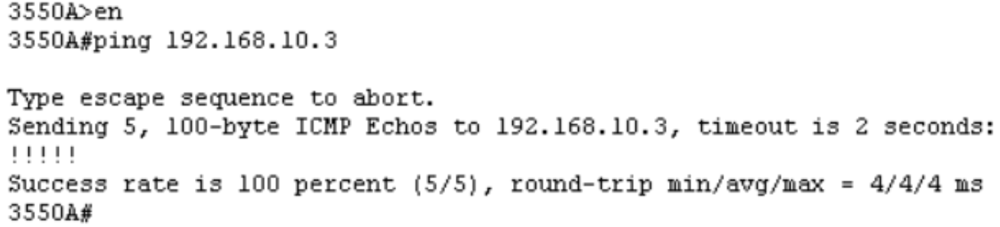 3550A>en
3550A#ping 192.168.10.3
Type escape sequence to abort.
Sending 5, 100-byte ICMP Echos to 192.168.10.3, timeout is 2 seconds:
!!!!!
Success rate is 100 percent (5/5), round-trip min/avg/max = 4/4/4 ms
3550A#